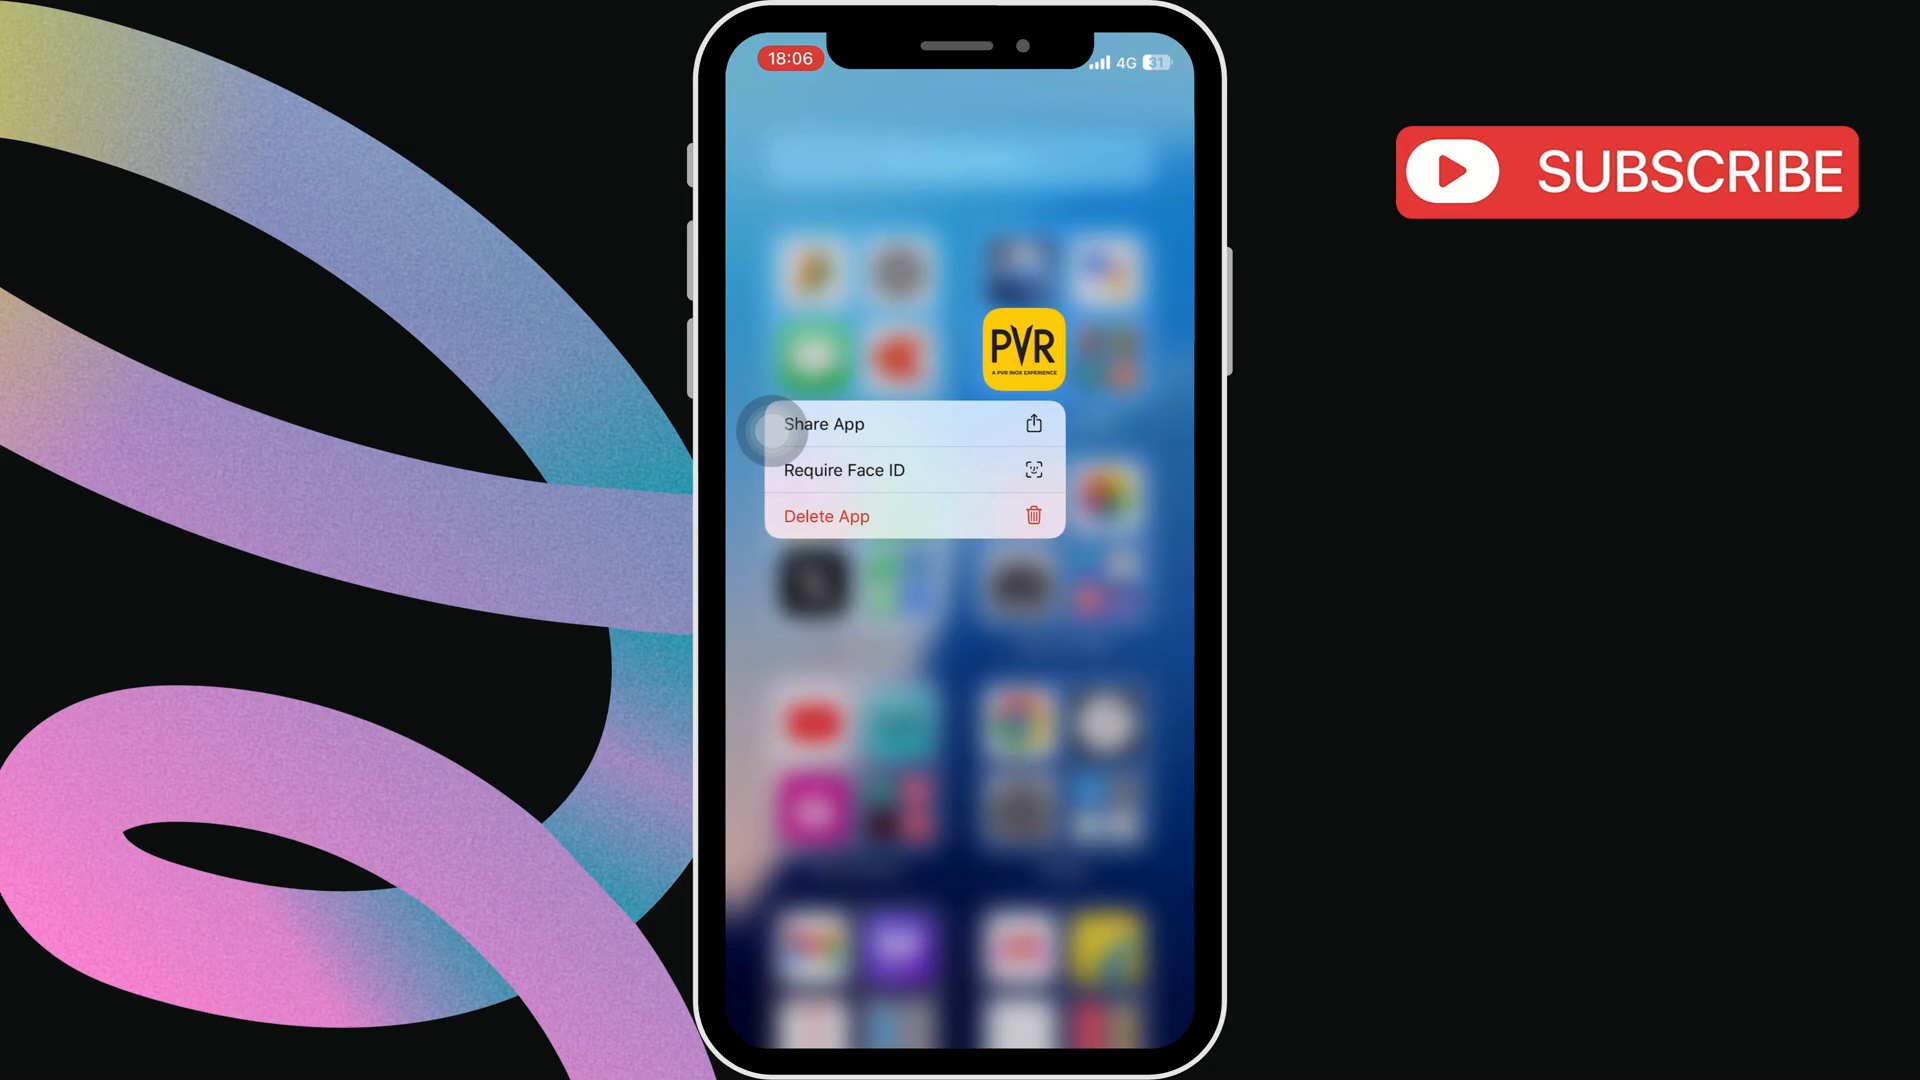 18:06
4G 31
SUBSCRIBE
PVR
A PVR INOX EXPERIENCE
Share App
Require Face ID
Delete App